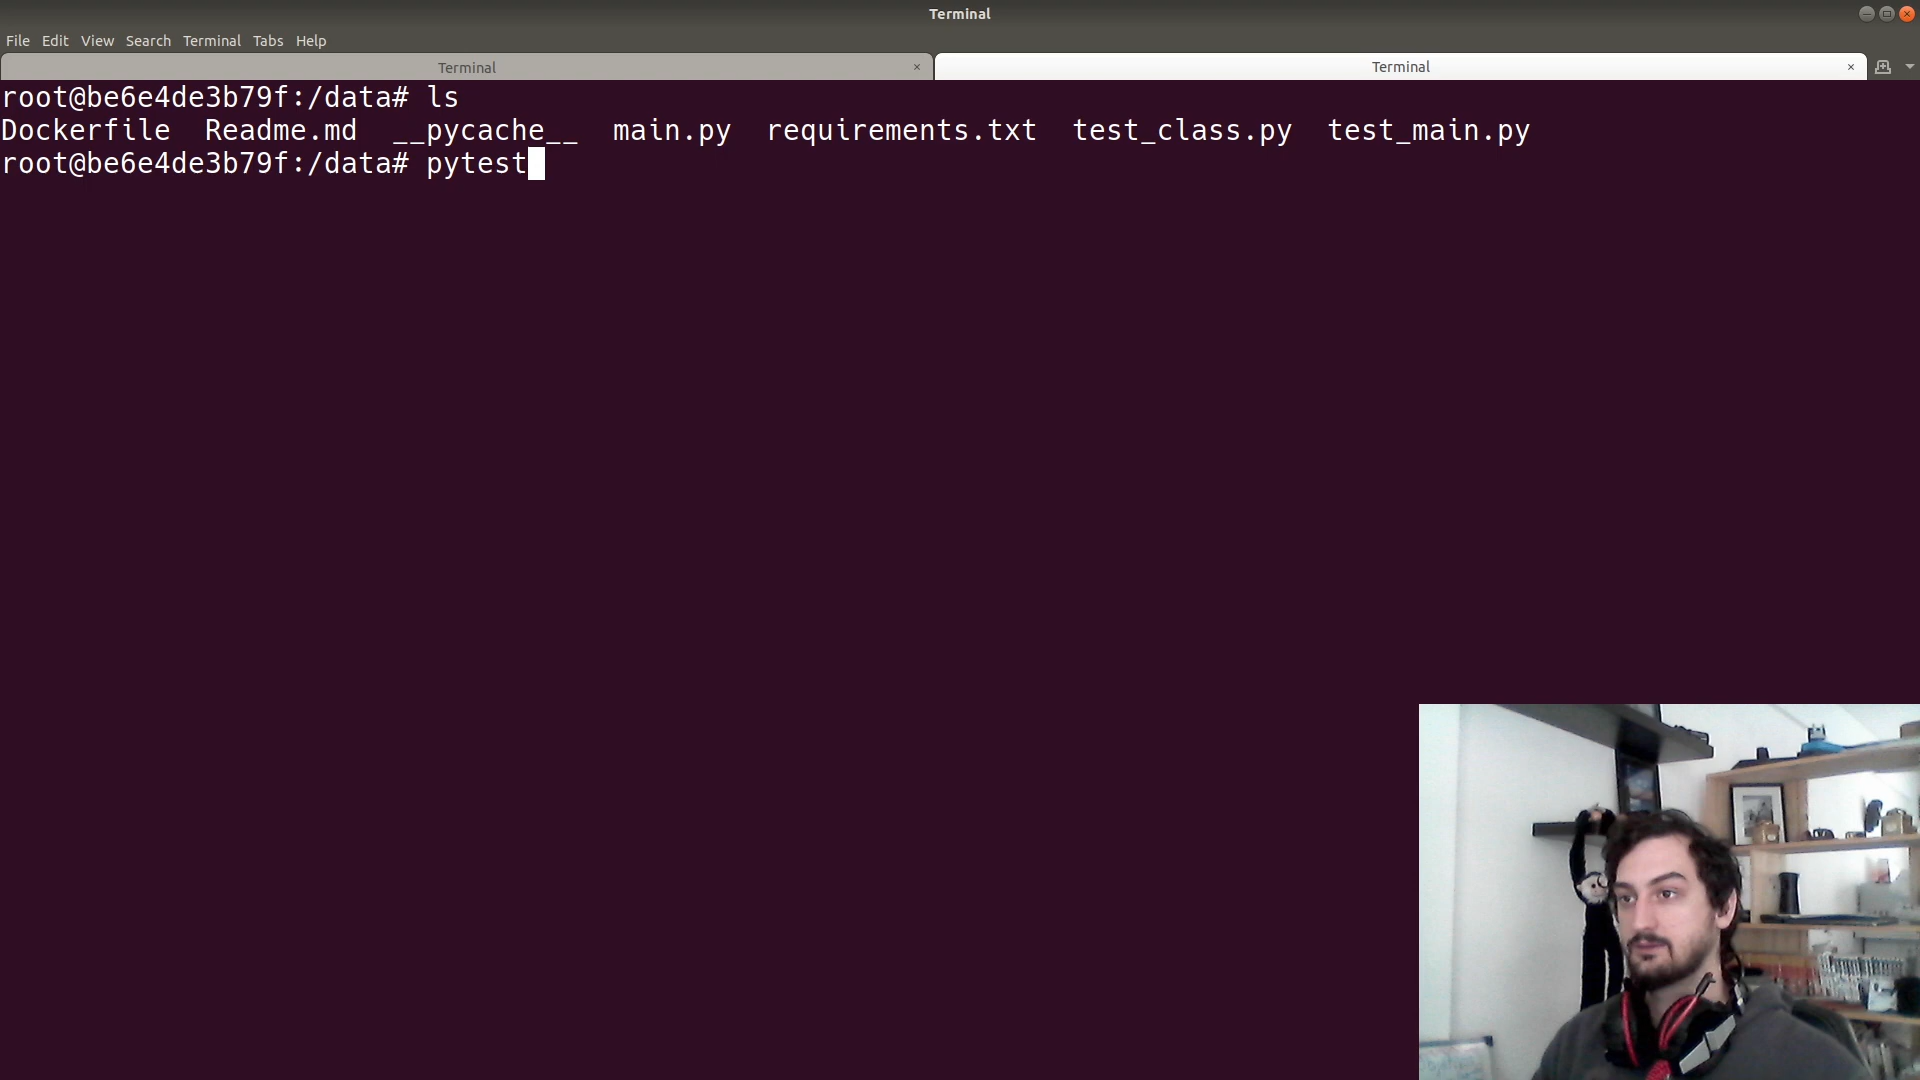 Terminal
File Edit View Search Terminal Tabs Help
Terminal
Terminal
root@be6e4de3b79f:/data# ls
Dockerfile Readme.md __pycache__ main.py requirements.txt test_class.py test_main.py
root@be6e4de3b79f:/data# pytest